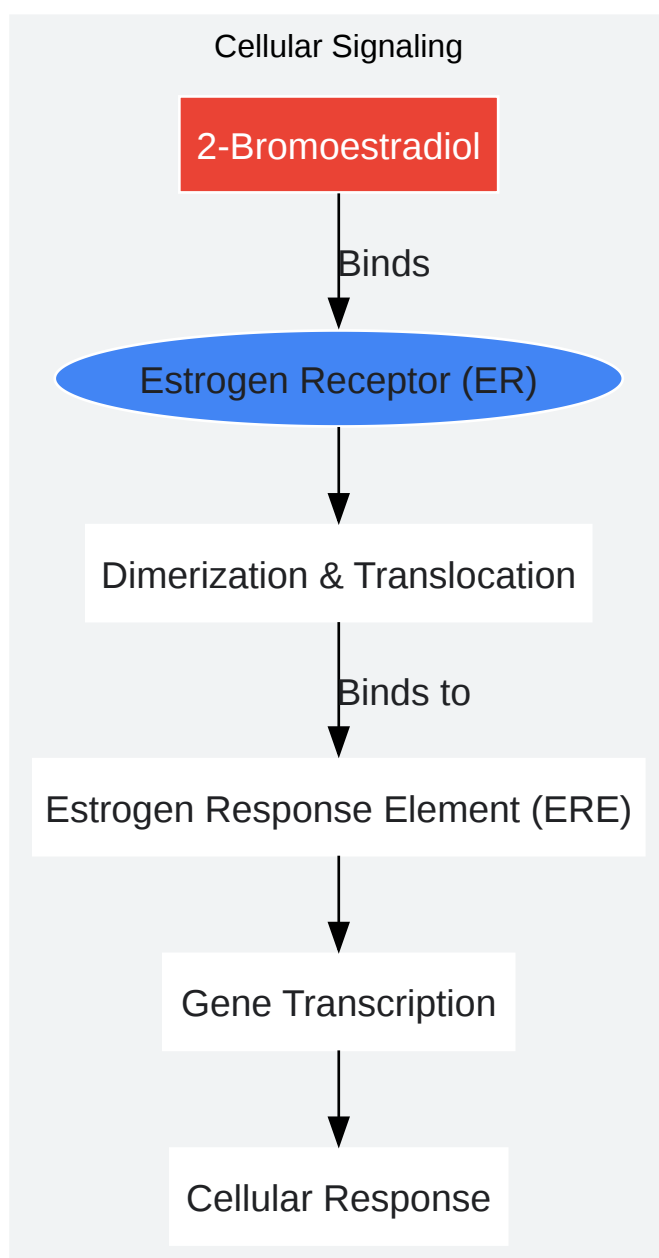 Cellular Signaling
2-Bromoestradiol
Binds
Estrogen Receptor (ER)
Dimerization & Translocation
Binds to
Estrogen Response Element (ERE)
Gene Transcription
Cellular Response